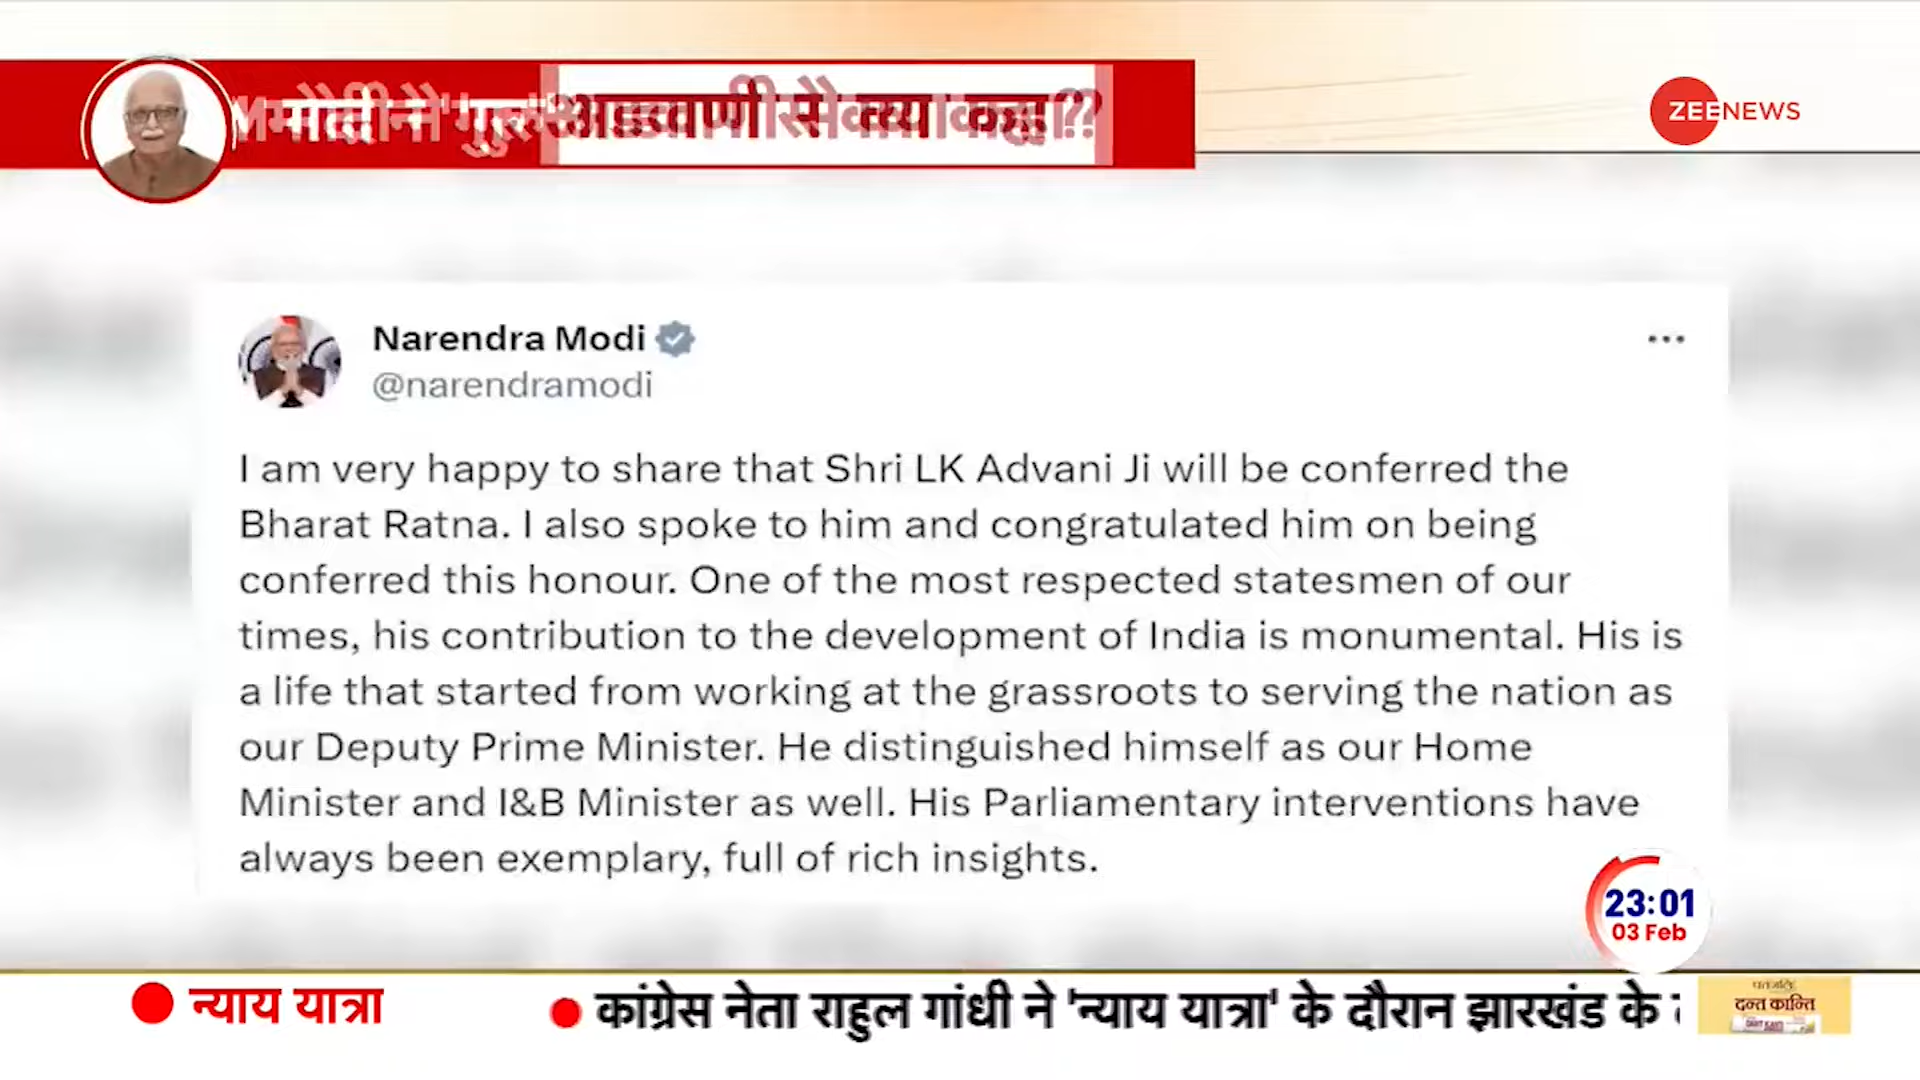 मोदी ने 'गुरु' आडवाणी से क्या कहा?
ZEENEWS
Narendra Modi
@narendramodi
I am very happy to share that Shri LK Advani Ji will be conferred the
Bharat Ratna. I also spoke to him and congratulated him on being
conferred this honour. One of the most respected statesmen of our
times, his contribution to the development of India is monumental. His is
a life that started from working at the grassroots to serving the nation as
our Deputy Prime Minister. He distinguished himself as our Home
Minister and I&B Minister as well. His Parliamentary interventions have
always been exemplary, full of rich insights.
23:01
03 Feb
न्याय यात्रा
कांग्रेस नेता राहुल गांधी ने 'न्याय यात्रा' के दौरान झारखंड के
पतंजलि
दन्त कान्ति